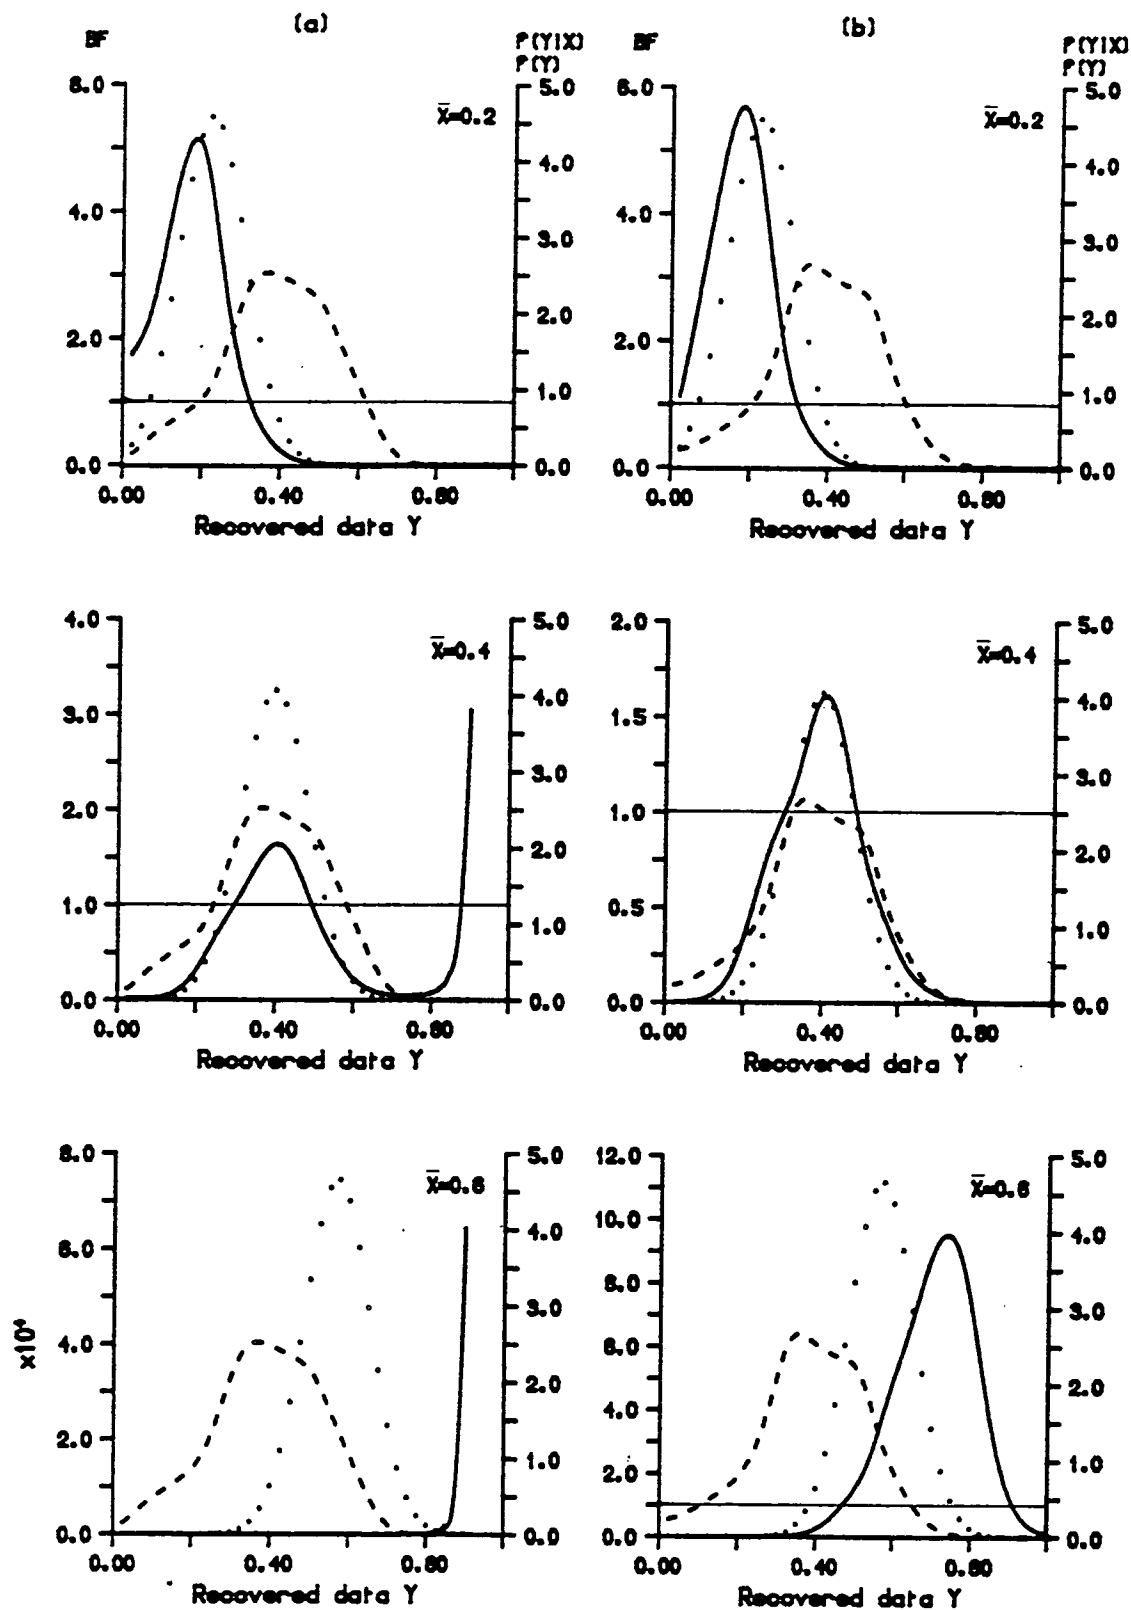 (a) (b)
BF P(Y|X) BF P(Y|X)
P(Y) P(Y)
6.0 5.0 6.0 5.0
X̅=0.2 X̅=0.2
4.0 4.0
4.0 3.0 4.0 3.0
2.0 2.0 2.0 2.0
1.0 1.0
0.0 0.0 0.0 0.0
0.00 0.40 0.80 0.00 0.40 0.80
Recovered data Y Recovered data Y
4.0 5.0 2.0 5.0
X̅=0.4 X̅=0.4
3.0 4.0 1.5 4.0
3.0 3.0
2.0 2.0 1.0 2.0
1.0 1.0 0.5 1.0
0.0 0.0 0.0 0.0
0.00 0.40 0.80 0.00 0.40 0.80
Recovered data Y Recovered data Y
8.0 5.0 12.0 5.0
X̅=0.6 X̅=0.6
6.0 4.0 10.0 4.0
8.0
3.0 3.0
x10⁴ 4.0 6.0
2.0 4.0 2.0
2.0 1.0 2.0 1.0
0.0 0.0 0.0 0.0
0.00 0.40 0.80 0.00 0.40 0.80
Recovered data Y Recovered data Y